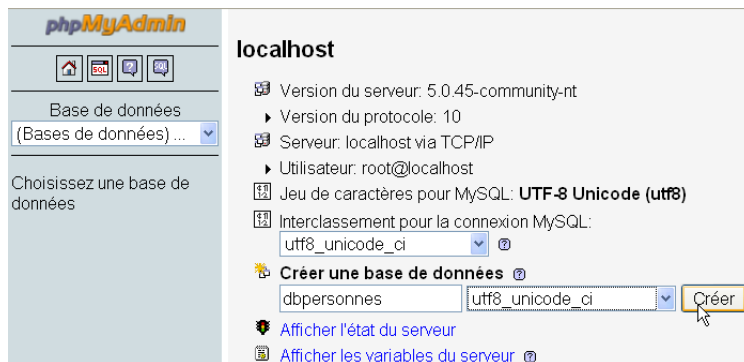 phpMyAdmin
SQL
SQL
Base de données
(Bases de données) ...
Choisissez une base de
données
localhost
Version du serveur: 5.0.45-community-nt
Version du protocole: 10
Serveur: localhost via TCP/IP
Utilisateur: root@localhost
Jeu de caractères pour MySQL: UTF-8 Unicode (utf8)
Interclassement pour la connexion MySQL:
utf8_unicode_ci
Créer une base de données
dbpersonnes utf8_unicode_ci Créer
Afficher l'état du serveur
Afficher les variables du serveur